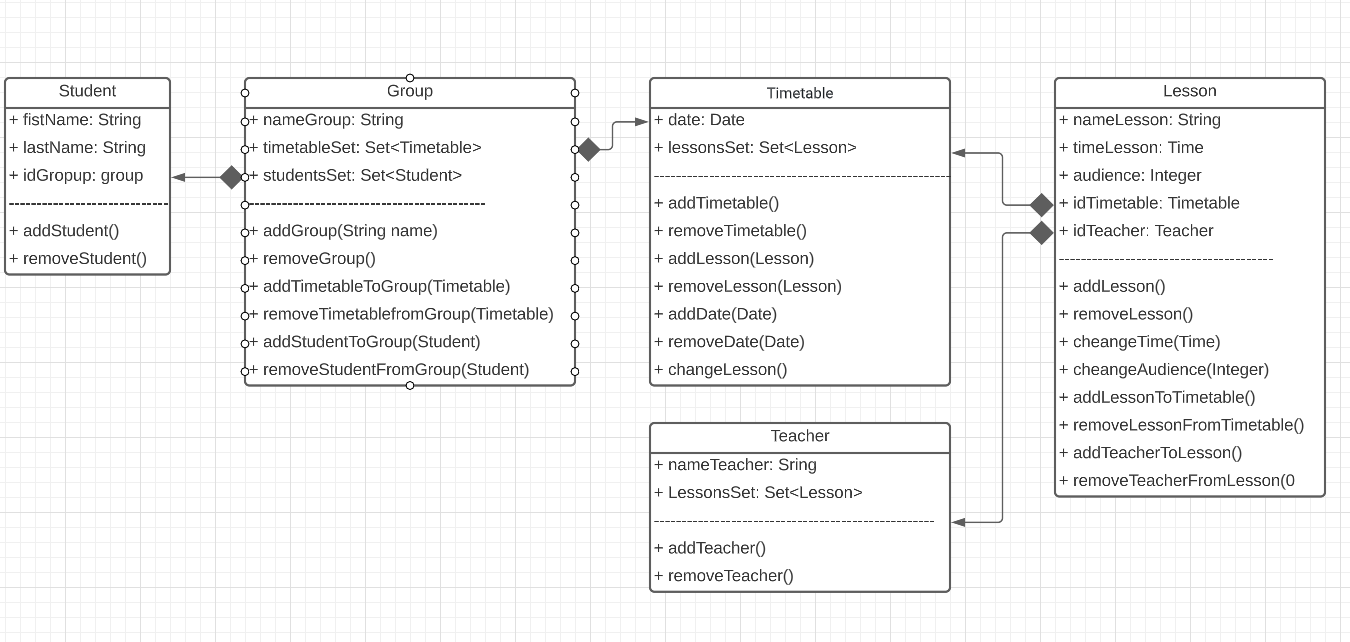 Student
+ fistName: String
+ lastName: String
+ idGropup: group
+ addStudent()
+ removeStudent()
Group
+ nameGroup: String
+ timetableSet: Set<Timetable>
+ studentsSet: Set<Student>
+ addGroup(String name)
+ removeGroup()
+ addTimetableToGroup(Timetable)
+ removeTimetablefromGroup(Timetable)
+ addStudentToGroup(Student)
+ removeStudentFromGroup(Student)
Timetable
+ date: Date
+ lessonsSet: Set<Lesson>
+ addTimetable()
+ removeTimetable()
+ addLesson(Lesson)
+ removeLesson(Lesson)
+ addDate(Date)
+ removeDate(Date)
+ changeLesson()
Teacher
+ nameTeacher: Sring
+ LessonsSet: Set<Lesson>
+ addTeacher()
+ removeTeacher()
Lesson
+ nameLesson: String
+ timeLesson: Time
+ audience: Integer
+ idTimetable: Timetable
+ idTeacher: Teacher
+ addLesson()
+ removeLesson()
+ cheangeTime(Time)
+ cheangeAudience(Integer)
+ addLessonToTimetable()
+ removeLessonFromTimetable()
+ addTeacherToLesson()
+ removeTeacherFromLesson(0